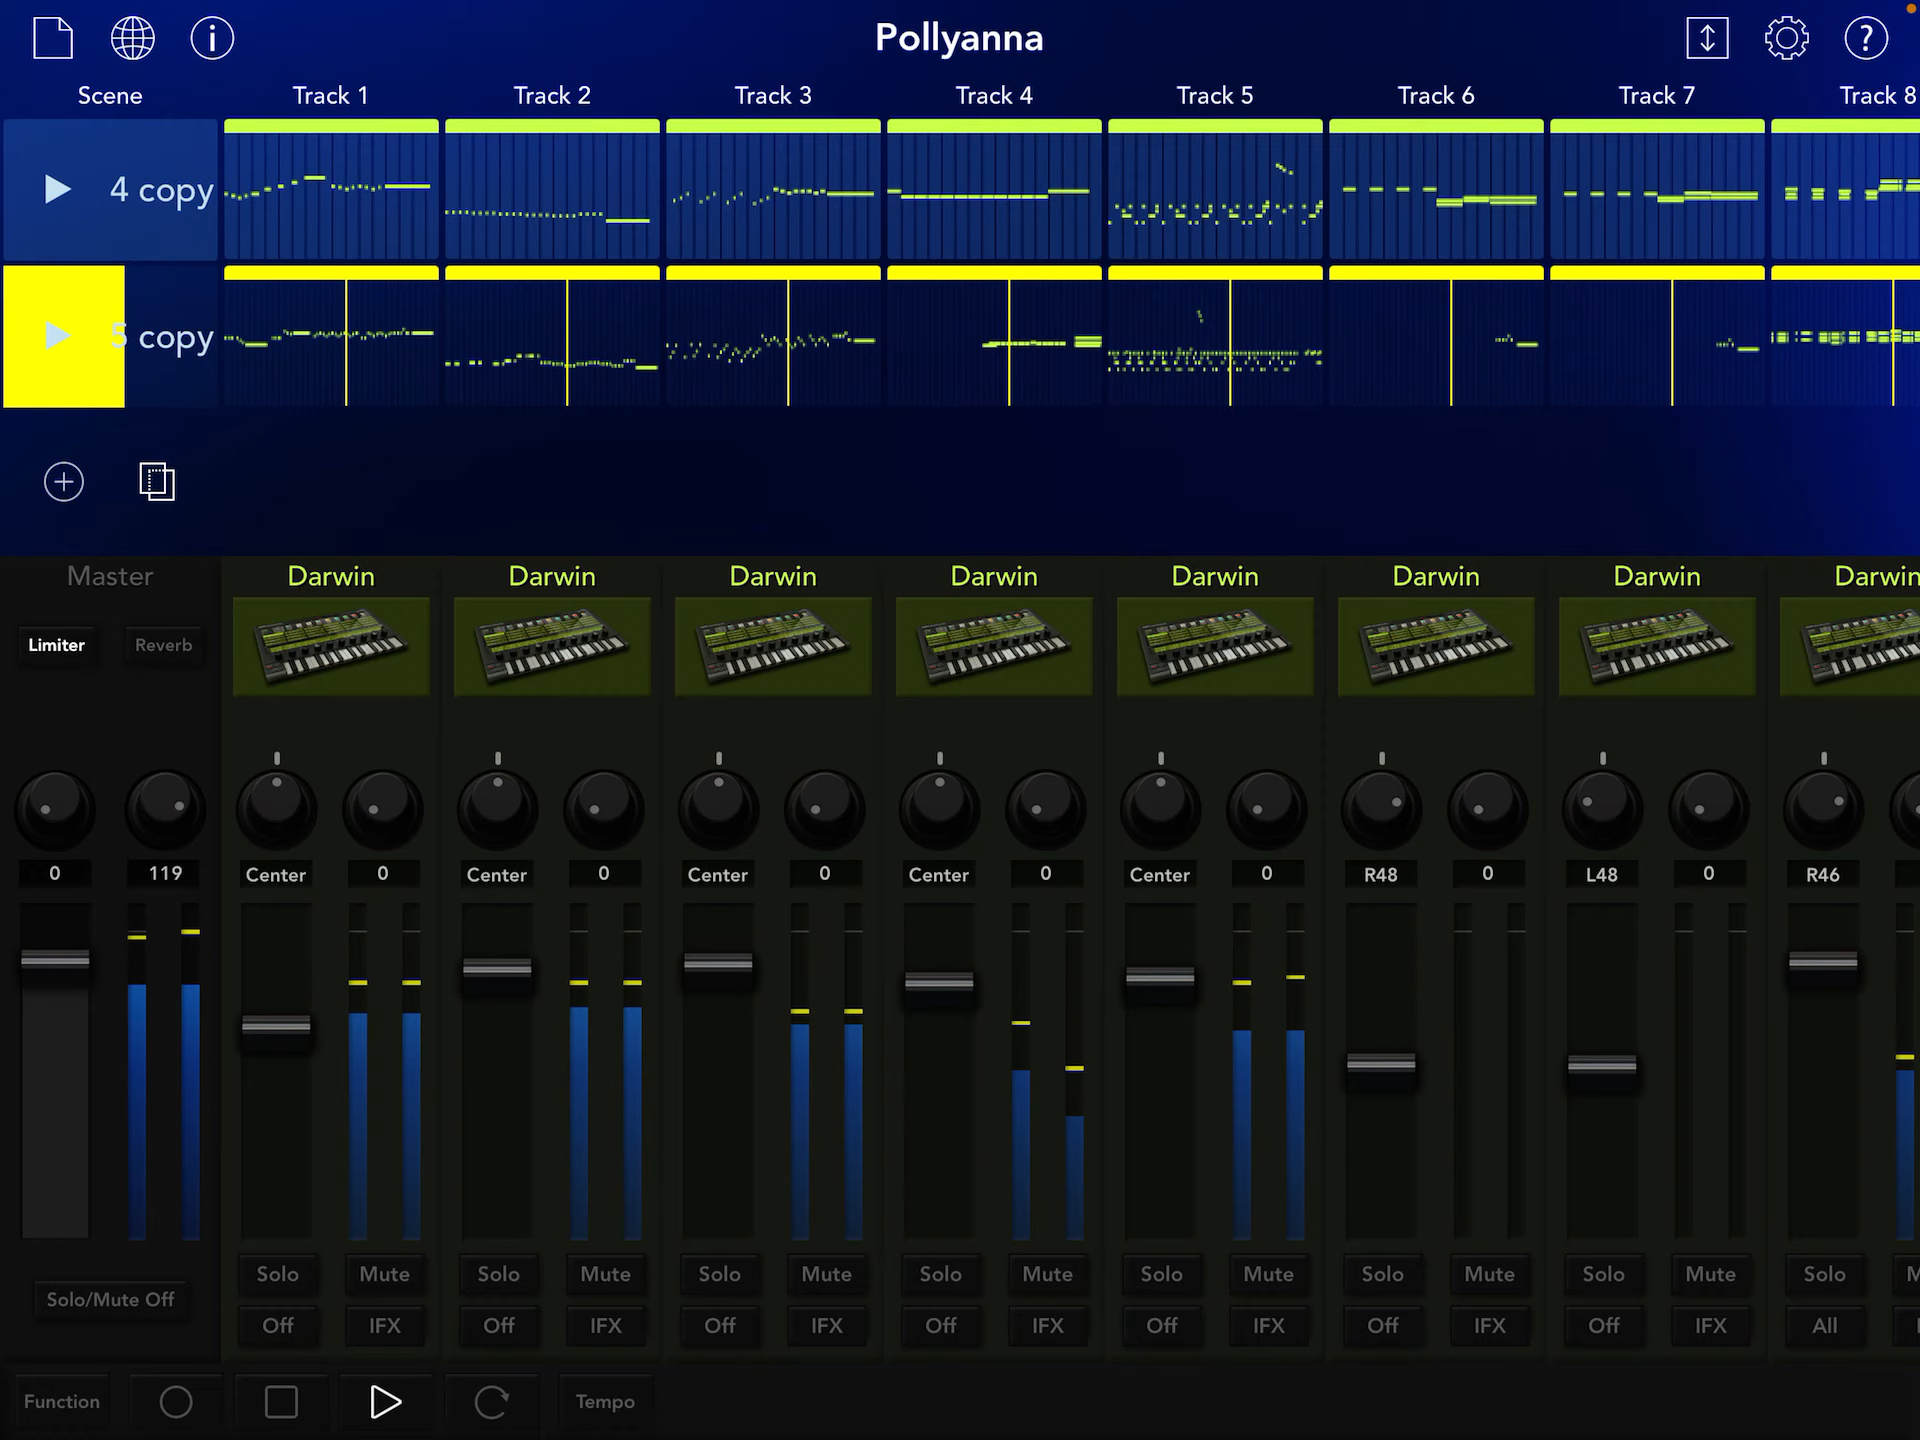 Pollyanna
Scene Track 1 Track 2 Track 3 Track 4 Track 5 Track 6 Track 7 Track 8
4 copy
5 copy
Master Darwin Darwin Darwin Darwin Darwin Darwin Darwin Darwin
Limiter Reverb
0 119 Center 0 Center 0 Center 0 Center 0 Center 0 R48 0 L48 0 R46
Solo Mute Solo Mute Solo Mute Solo Mute Solo Mute Solo Mute Solo Mute Solo
Solo/Mute Off
Off IFX Off IFX Off IFX Off IFX Off IFX Off IFX Off IFX All
Function Tempo